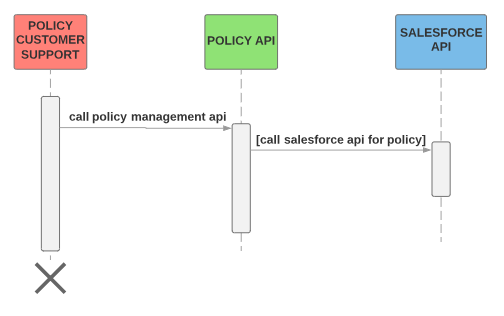 POLICY
CUSTOMER
SUPPORT
POLICY API
SALESFORCE
API
call policy management api
[call salesforce api for policy]